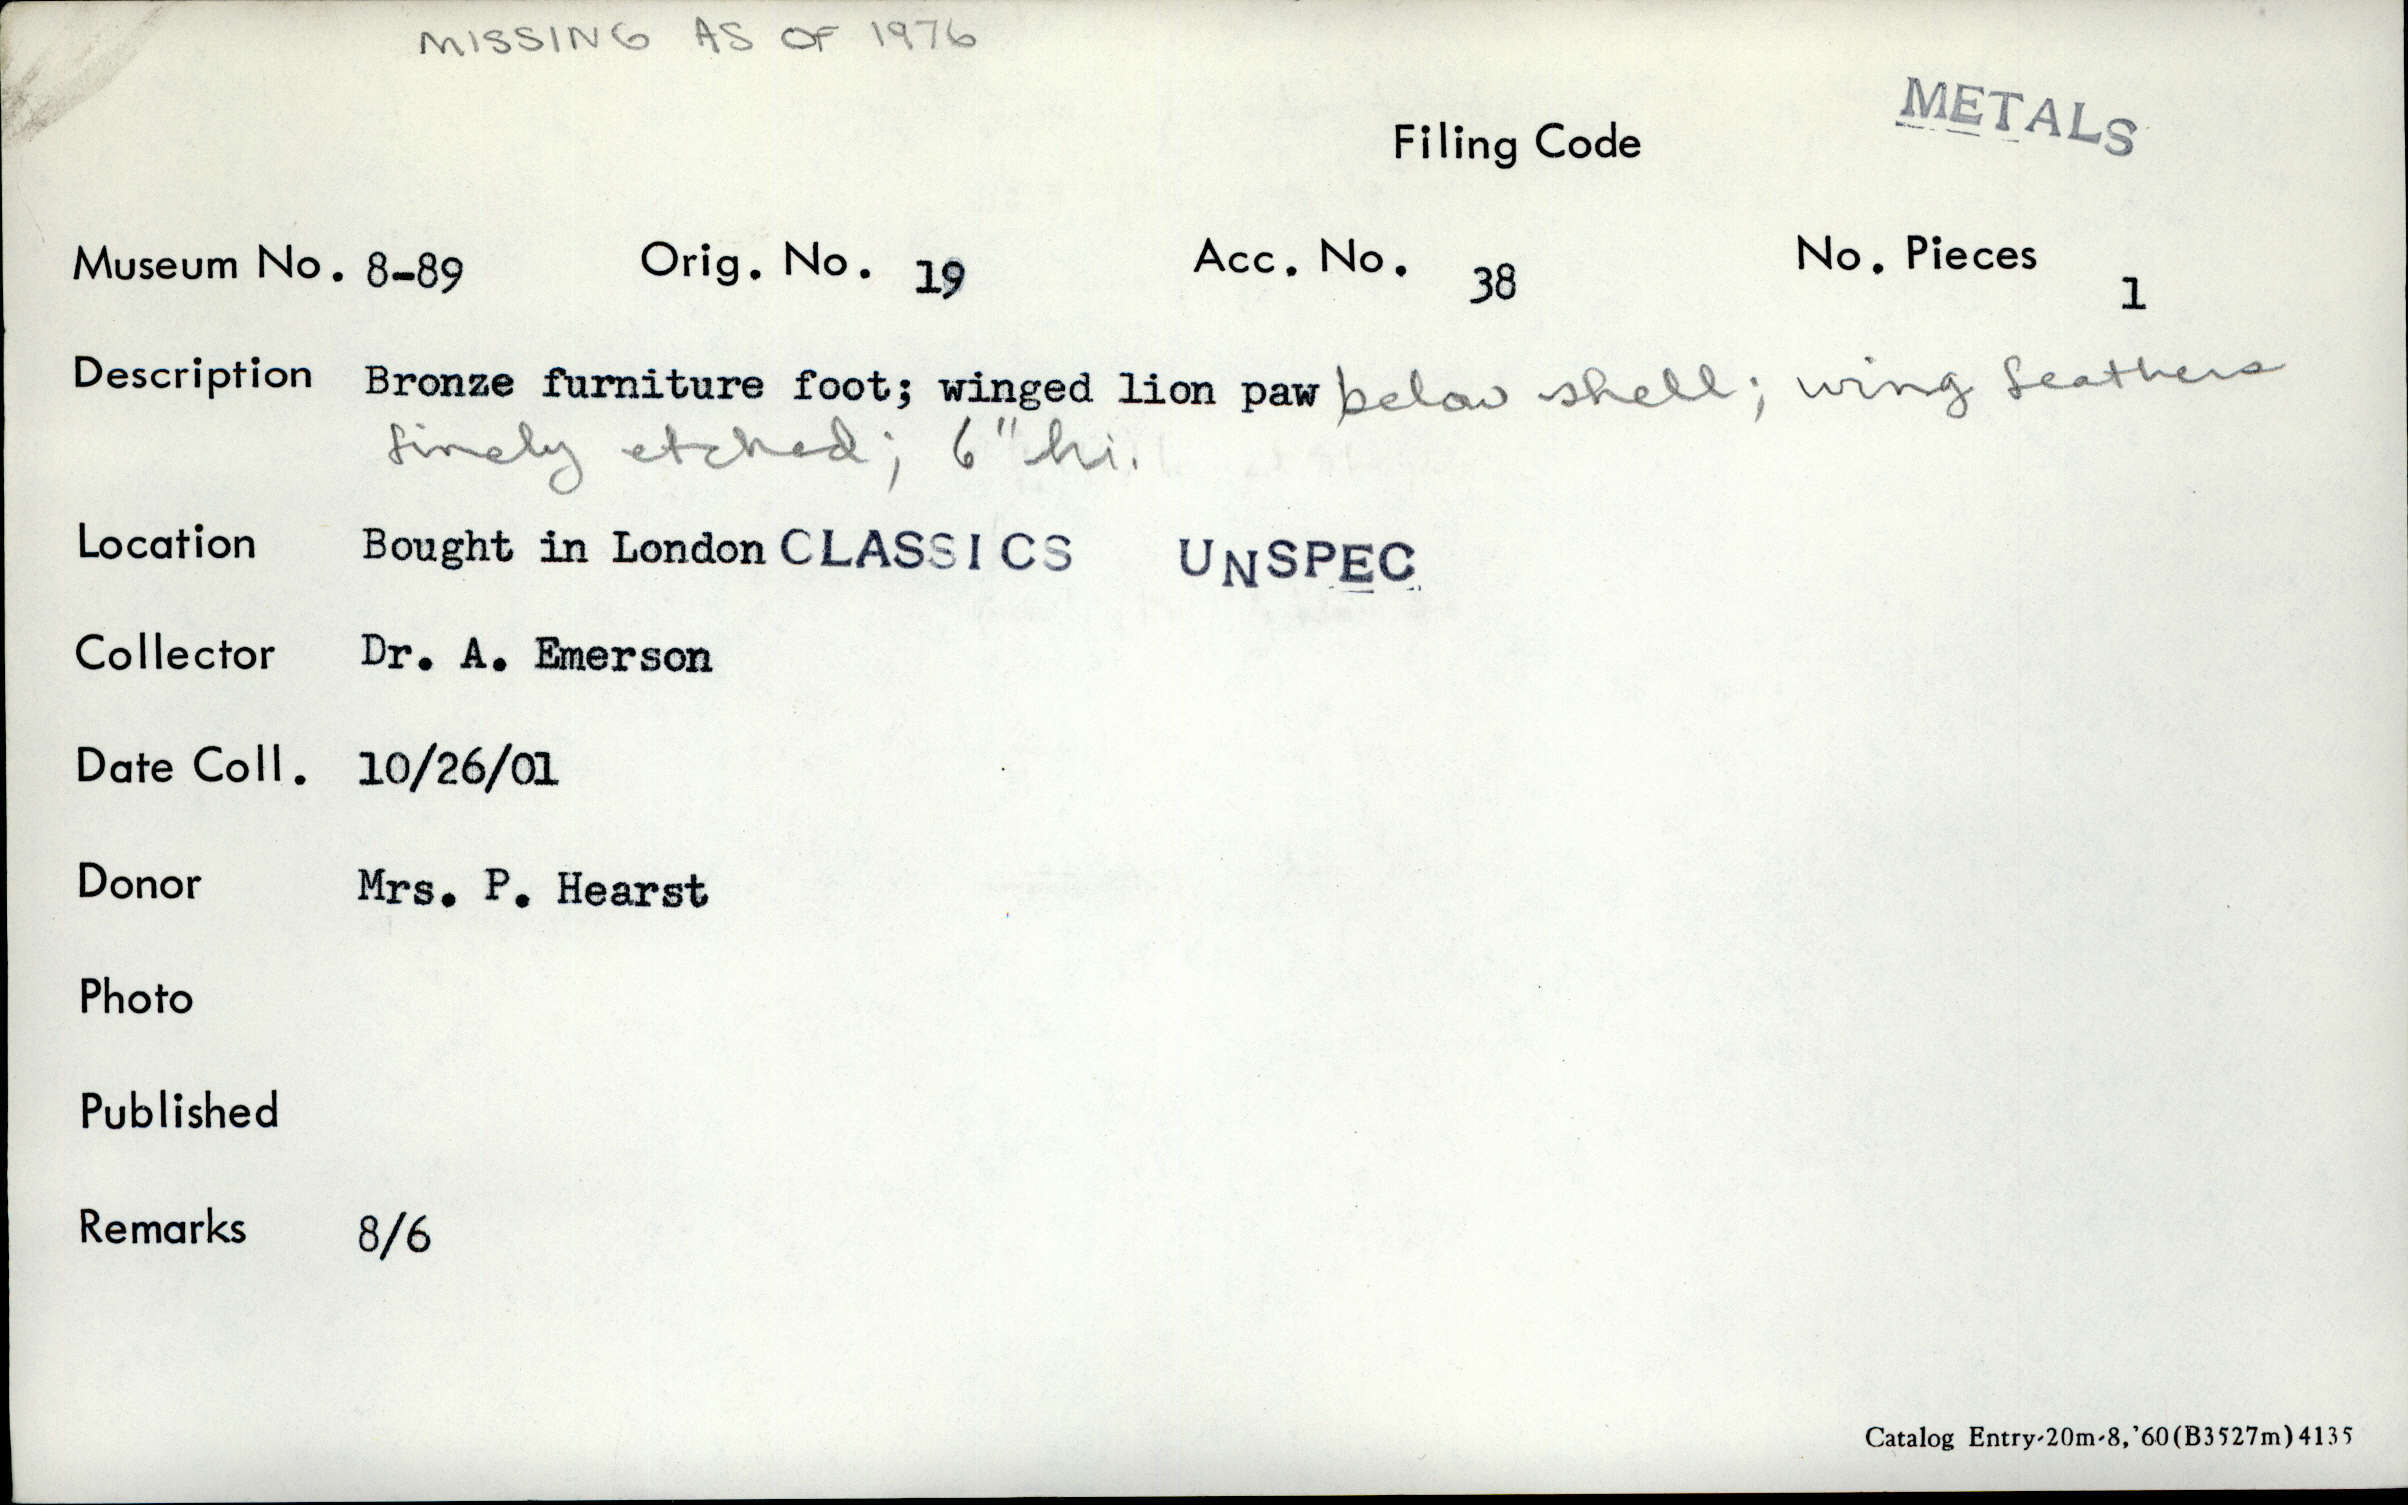 MISSING AS OF 1976
METALS
Filing Code
Museum No. 8-89 Orig. No. 19 Acc. No. 38 No. Pieces 1
Description Bronze furniture foot; winged lion paw below shell; wing feathers
finely etched; 6" hi.
Location Bought in London CLASSICS UNSPEC
Collector Dr. A. Emerson
Date Coll. 10/26/01
Donor Mrs. P. Hearst
Photo
Published
Remarks 8/6
Catalog Entry-20m-8,'60(B3527m)4135